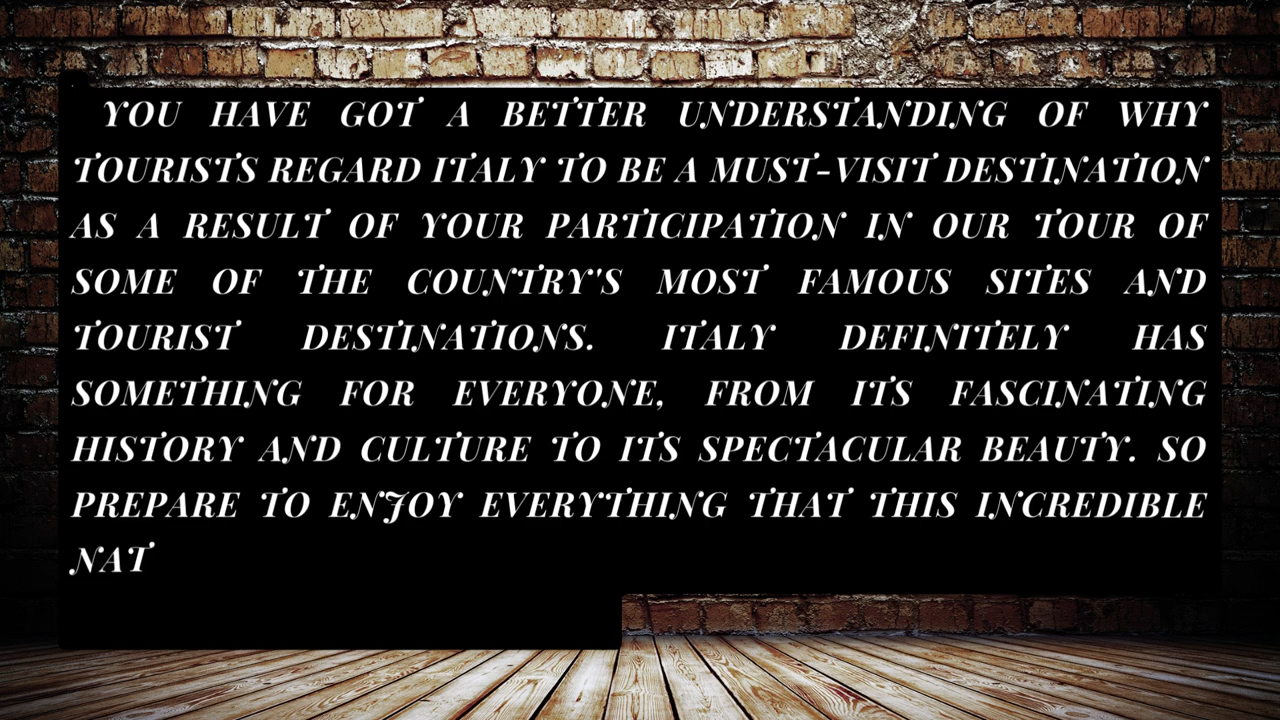 YOU HAVE GOT A BETTER UNDERSTANDING OF WHY
TOURISTS REGARD ITALY TO BE A MUST-VISIT DESTINATION
AS A RESULT OF YOUR PARTICIPATION IN OUR TOUR OF
SOME OF THE COUNTRY'S MOST FAMOUS SITES AND
TOURIST DESTINATIONS. ITALY DEFINITELY HAS
SOMETHING FOR EVERYONE, FROM ITS FASCINATING
HISTORY AND CULTURE TO ITS SPECTACULAR BEAUTY. SO
PREPARE TO ENJOY EVERYTHING THAT THIS INCREDIBLE
NAT